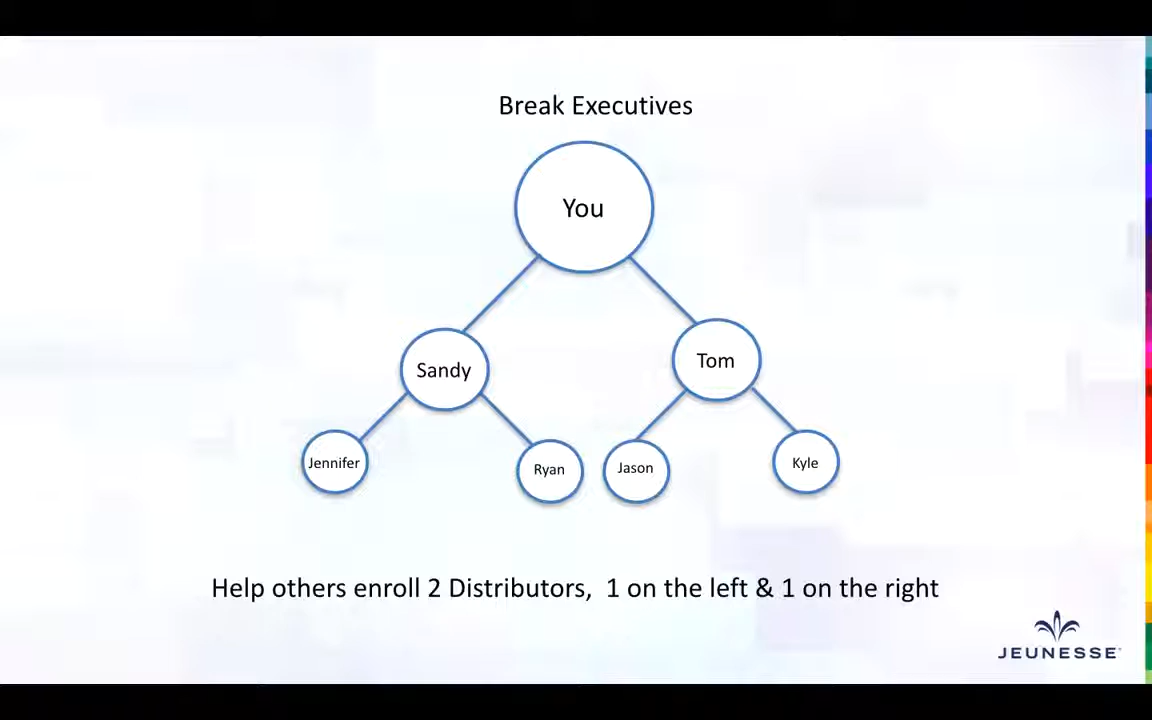 Break Executives
You
Sandy
Tom
Jennifer
Ryan
Jason
Kyle
Help others enroll 2 Distributors,  1 on the left & 1 on the right
JEUNESSE